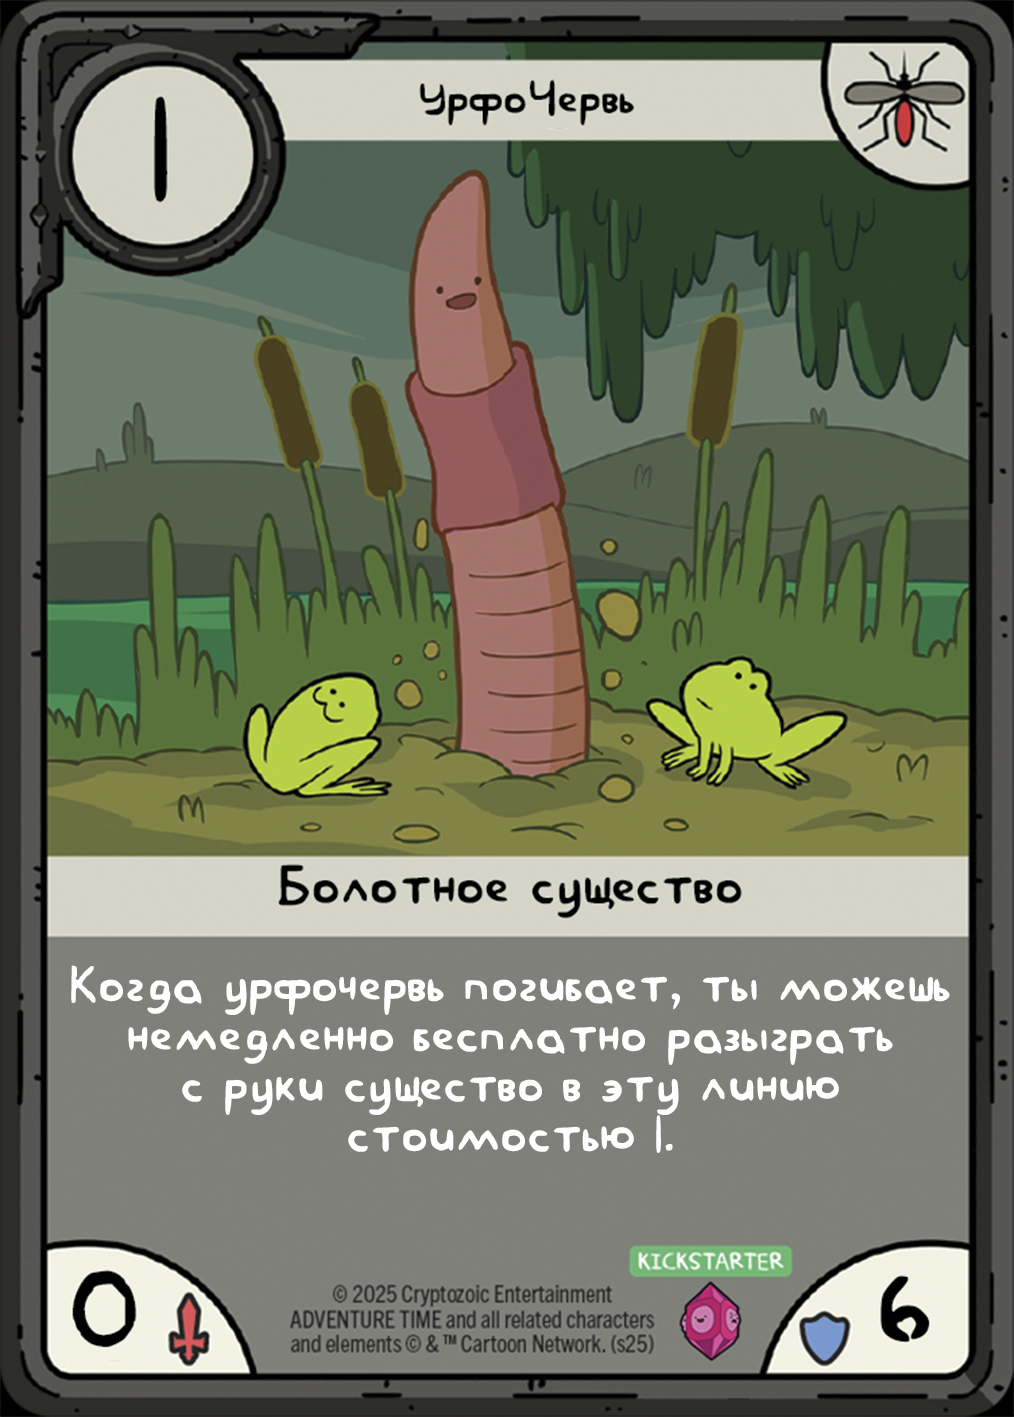 1
УрфоЧервь
Болотное существо
Когда урфочервь погибает, ты можешь
немедленно бесплатно разыграть
с руки существо в эту линию
стоимостью 1.
KICKSTARTER
0
© 2025 Cryptozoic Entertainment
ADVENTURE TIME and all related characters
and elements © & ™ Cartoon Network. (s25)
6